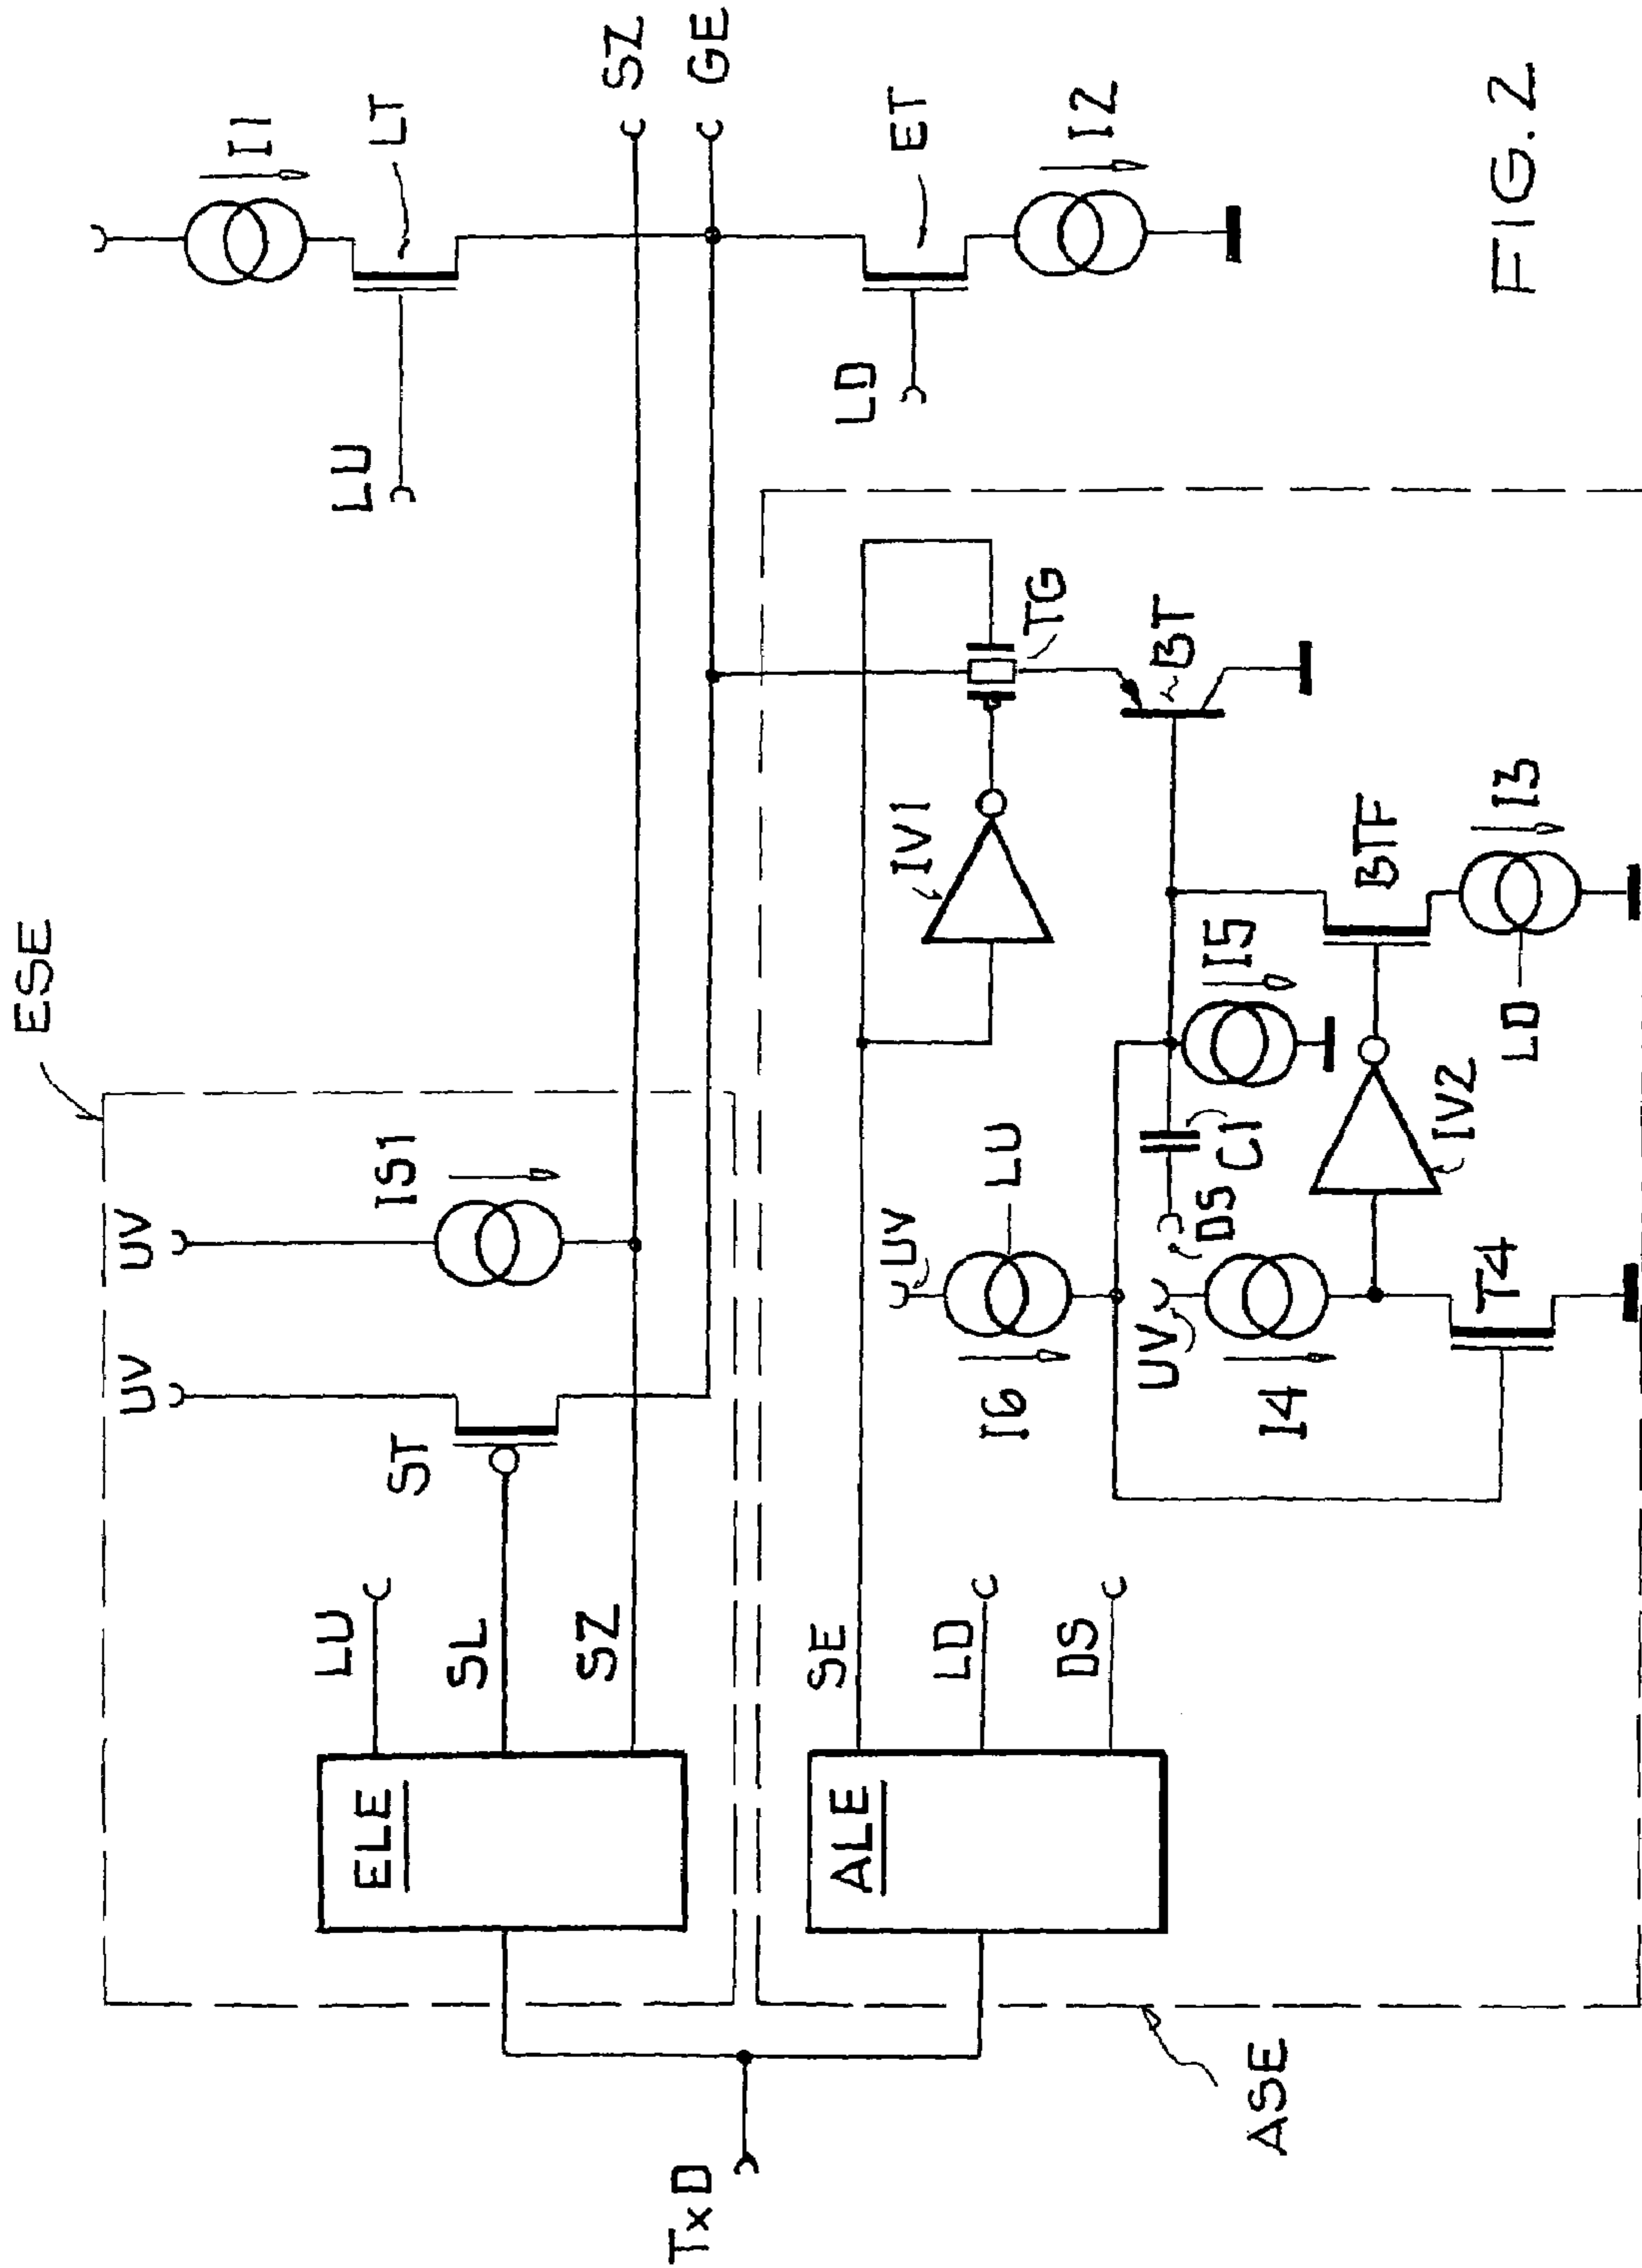 ESE
UV
UV
IS1
ST
LU
SL
SZ
ELE
I1
LT
LU
SZ
GE
ET
LD
I2
TxD
ALE
SE
LD
DS
IV1
TG
BT
UV
LU
I6
DS
C1
I5
UV
I4
T4
IV2
BTF
I3
LD
ASE
FIG.2